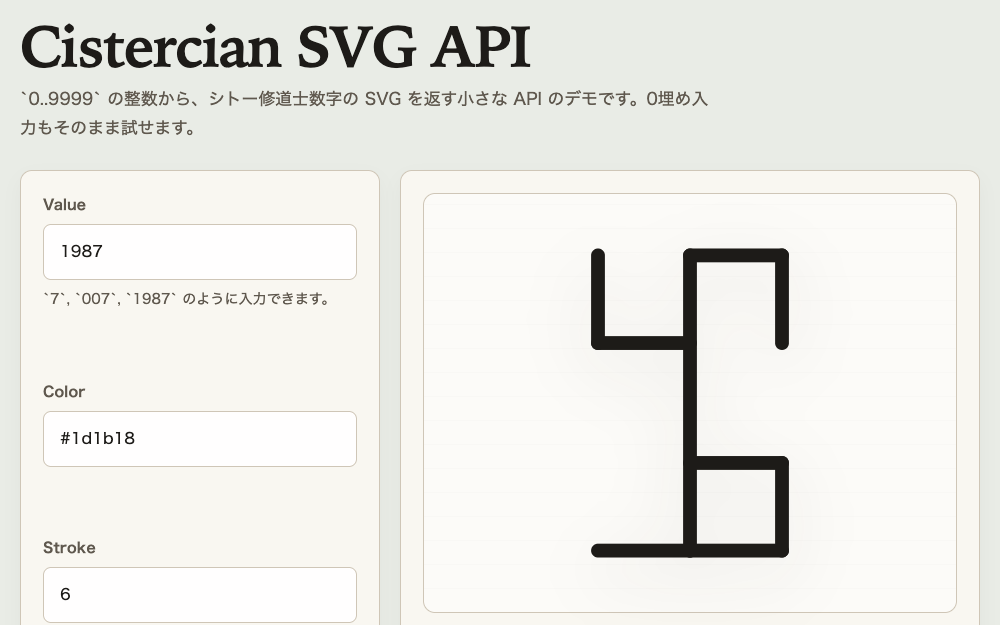 Cistercian SVG API
`0..9999` の整数から、シトー修道士数字の SVG を返す小さな API のデモです。0埋め入
力もそのまま試せます。
Value
1987
`7`, `007`, `1987` のように入力できます。
Color
#1d1b18
Stroke
6